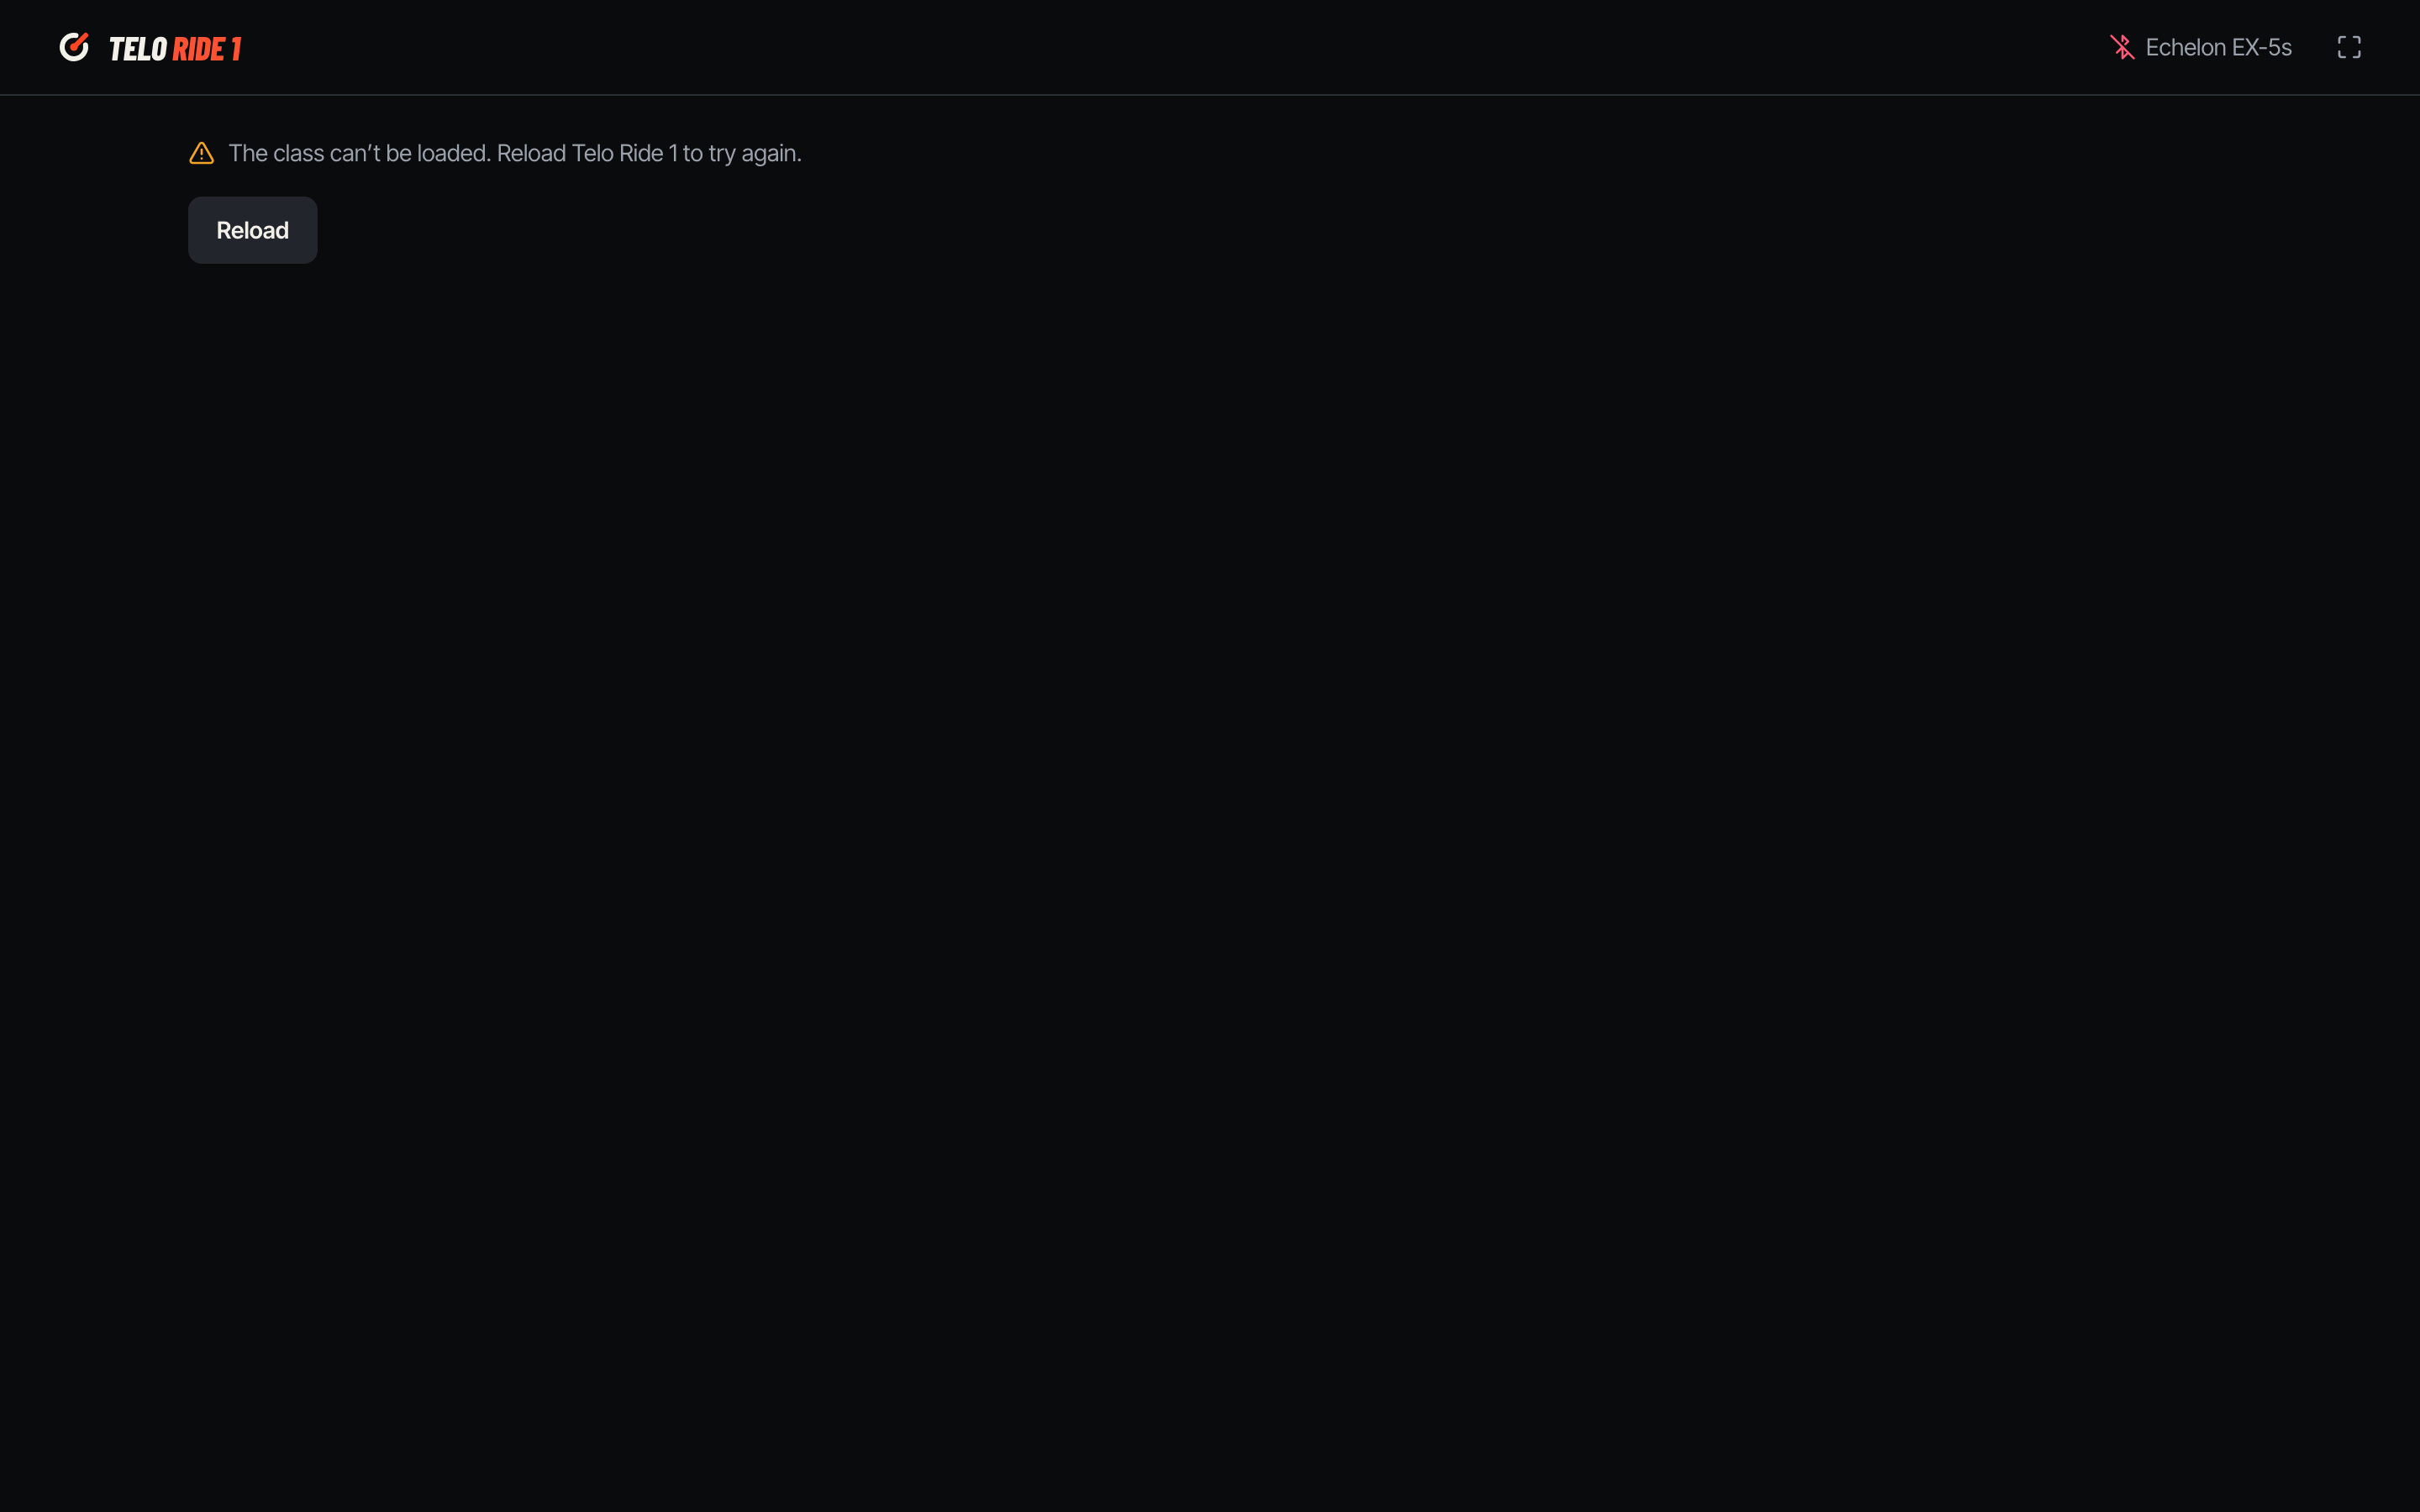 TELO RIDE 1
Echelon EX-5s
The class can’t be loaded. Reload Telo Ride 1 to try again.
Reload